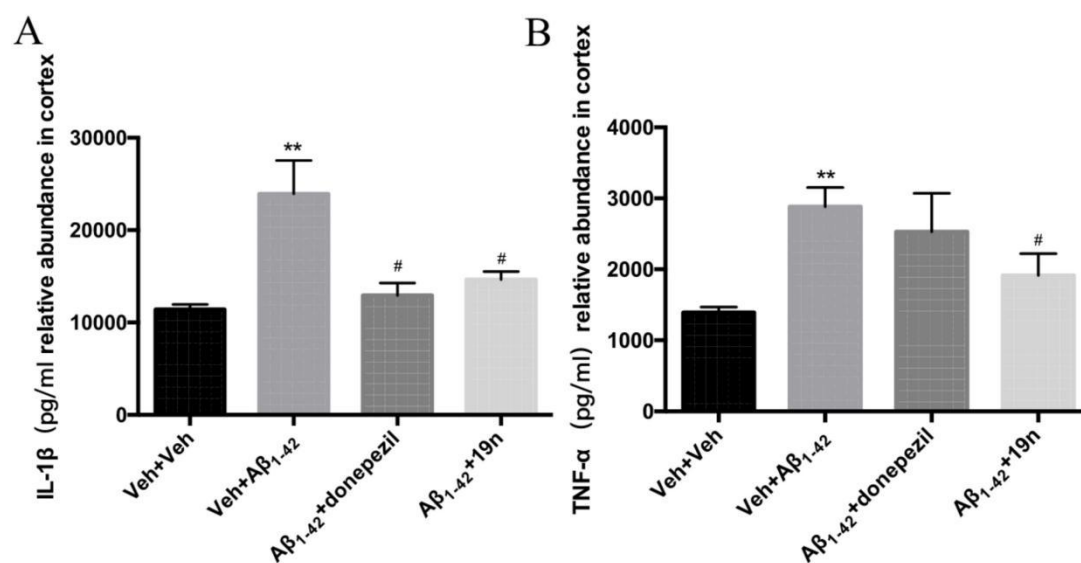 A
IL-1β (pg/ml) relative abundance in cortex
30000
20000
10000
0
**
#
#
Veh+Veh
Veh+Aβ1-42
Aβ1-42+donepezil
Aβ1-42+19n
B
TNF-α (pg/ml) relative abundance in cortex
4000
3000
2000
1000
0
**
#
Veh+Veh
Veh+Aβ1-42
Aβ1-42+donepezil
Aβ1-42+19n